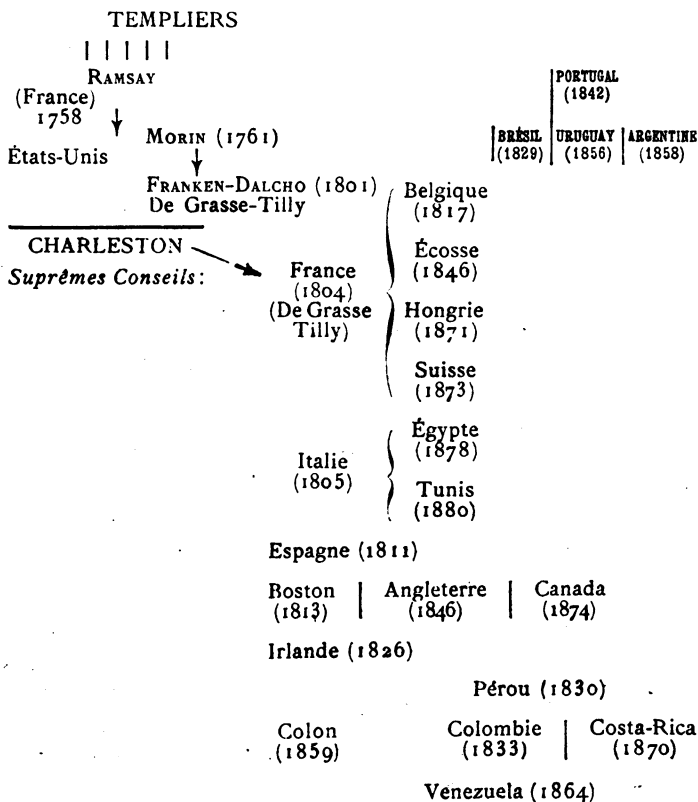 TEMPLIERS
RAMSAY
(France)
1758
États-Unis
MORIN (1761)
FRANKEN-DALCHO (1801)
De Grasse-Tilly
PORTUGAL
(1842)
BRÉSIL URUGUAY ARGENTINE
(1829) (1856) (1858)
CHARLESTON
Suprêmes Conseils:
France
(1804)
(De Grasse
Tilly)
Belgique
(1817)
Écosse
(1846)
Hongrie
(1871)
Suisse
(1873)
Italie
(1805)
Égypte
(1878)
Tunis
(1880)
Espagne (1811)
Boston | Angleterre | Canada
(1813) (1846) (1874)
Irlande (1826)
Pérou (1830)
Colon Colombie | Costa-Rica
(1859) (1833) (1870)
Venezuela (1864)